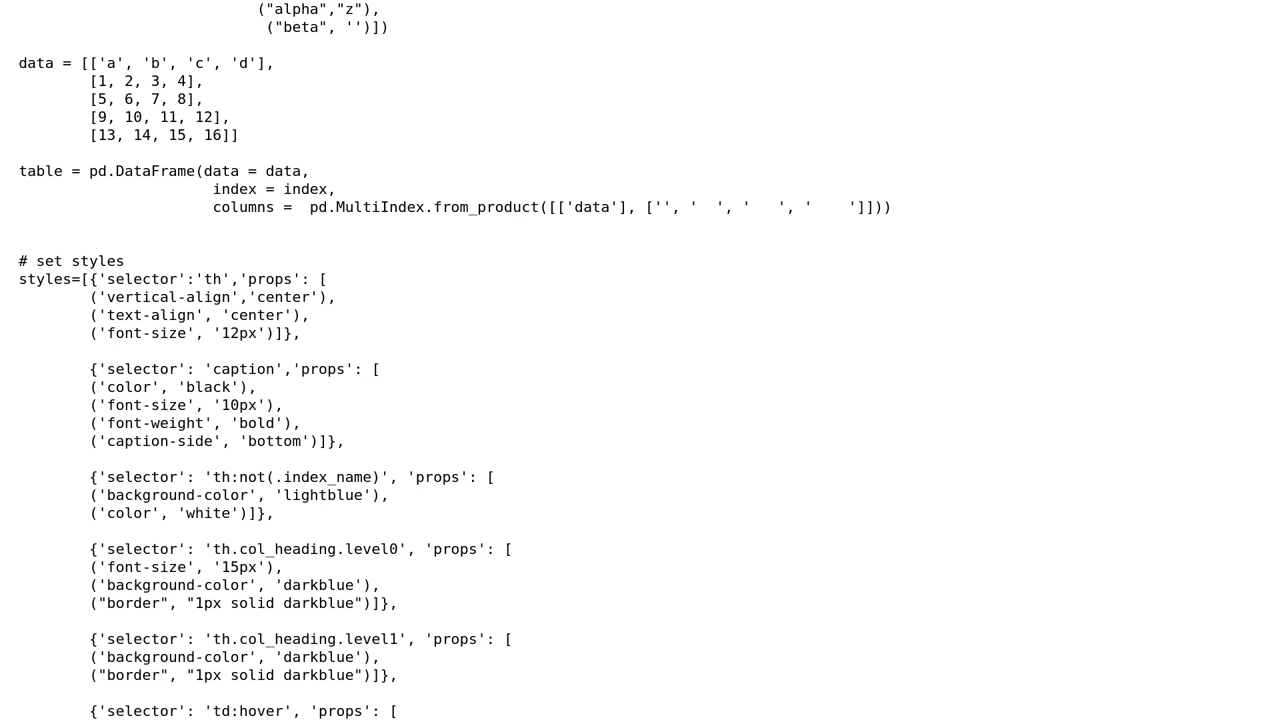 ("alpha","z"),
("beta", '')])
data = [['a', 'b', 'c', 'd'],
[1, 2, 3, 4],
[5, 6, 7, 8],
[9, 10, 11, 12],
[13, 14, 15, 16]]
table = pd.DataFrame(data = data,
index = index,
columns =  pd.MultiIndex.from_product([['data'], ['', '  ', '   ', '    ']]))
# set styles
styles=[{'selector':'th','props': [
('vertical-align','center'),
('text-align', 'center'),
('font-size', '12px')]},
{'selector': 'caption','props': [
('color', 'black'),
('font-size', '10px'),
('font-weight', 'bold'),
('caption-side', 'bottom')]},
{'selector': 'th:not(.index_name)', 'props': [
('background-color', 'lightblue'),
('color', 'white')]},
{'selector': 'th.col_heading.level0', 'props': [
('font-size', '15px'),
('background-color', 'darkblue'),
("border", "1px solid darkblue")]},
{'selector': 'th.col_heading.level1', 'props': [
('background-color', 'darkblue'),
("border", "1px solid darkblue")]},
{'selector': 'td:hover', 'props': [